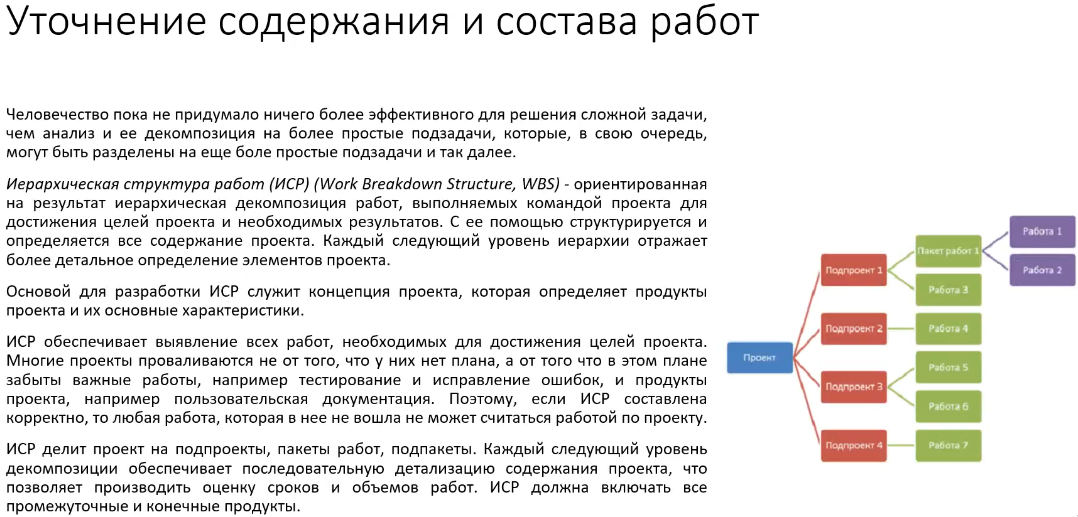 Уточнение содержания и состава работ
Человечество пока не придумало ничего более эффективного для решения сложной задачи,
чем анализ и ее декомпозиция на более простые подзадачи, которые, в свою очередь,
могут быть разделены на еще боле простые подзадачи и так далее.
Иерархическая структура работ (ИСР) (Work Breakdown Structure, WBS) - ориентированная
на результат иерархическая декомпозиция работ, выполняемых командой проекта для
достижения целей проекта и необходимых результатов. С ее помощью структурируется и
определяется все содержание проекта. Каждый следующий уровень иерархии отражает
более детальное определение элементов проекта.
Основой для разработки ИСР служит концепция проекта, которая определяет продукты
проекта и их основные характеристики.
ИСР обеспечивает выявление всех работ, необходимых для достижения целей проекта.
Многие проекты проваливаются не от того, что у них нет плана, а от того что в этом плане
забыты важные работы, например тестирование и исправление ошибок, и продукты
проекта, например пользовательская документация. Поэтому, если ИСР составлена
корректно, то любая работа, которая в нее не вошла не может считаться работой по проекту.
ИСР делит проект на подпроекты, пакеты работ, подпакеты. Каждый следующий уровень
декомпозиции обеспечивает последовательную детализацию содержания проекта, что
позволяет производить оценку сроков и объемов работ. ИСР должна включать все
промежуточные и конечные продукты.
Проект
Подпроект 1
Подпроект 2
Подпроект 3
Подпроект 4
Пакет работ 1
Работа 3
Работа 4
Работа 5
Работа 6
Работа 7
Работа 1
Работа 2